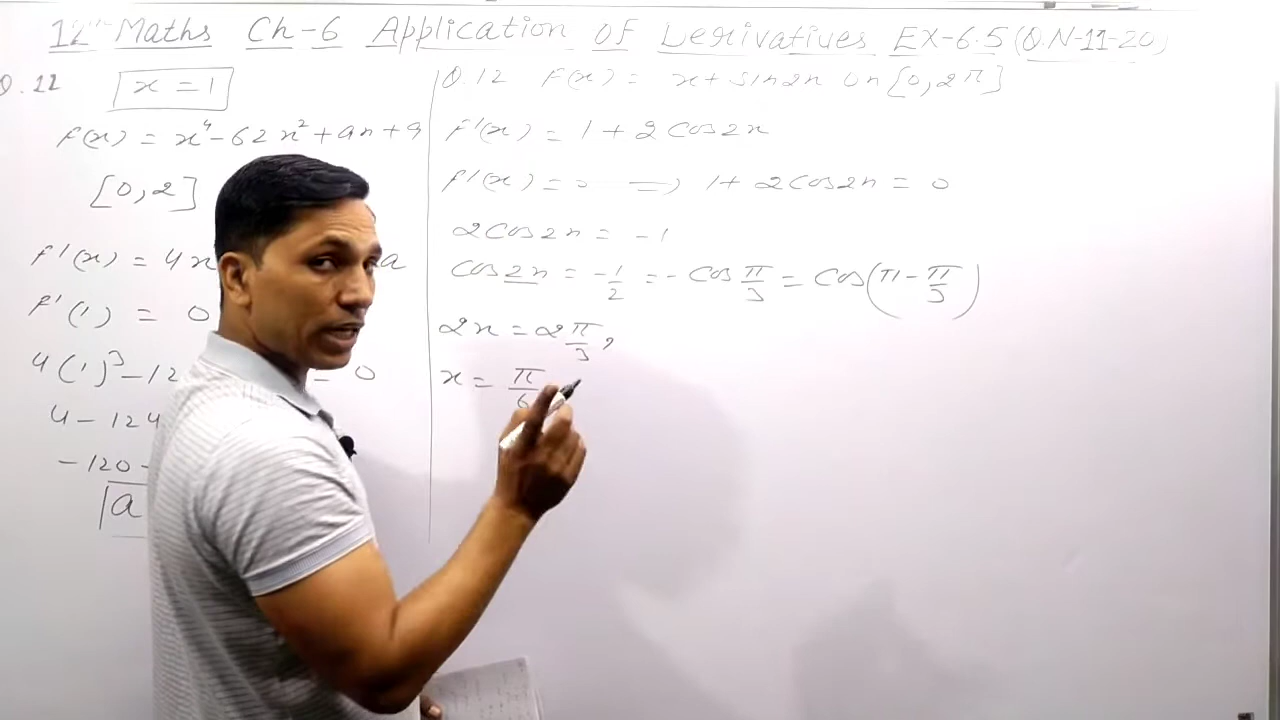 12th Maths Ch-6 Application of Derivatives EX-6.5 (Q.N-11-20)
Q.11 x = 1
f(x) = x⁴ - 62x² + ax + 9
[0, 2]
f'(x) = 4x a
f'(1) = 0
4(1)³ - 12 = 0
4 - 124
-120 -
a
Q.12 f(x) = x + sin2x on [0, 2π]
f'(x) = 1 + 2cos2x
f'(x) = 0 ⇒ 1 + 2cos2x = 0
2cos2x = -1
cos2x = -1/2 = -cos π/3 = cos(π - π/3)
2x = 2π/3,
x = π/6